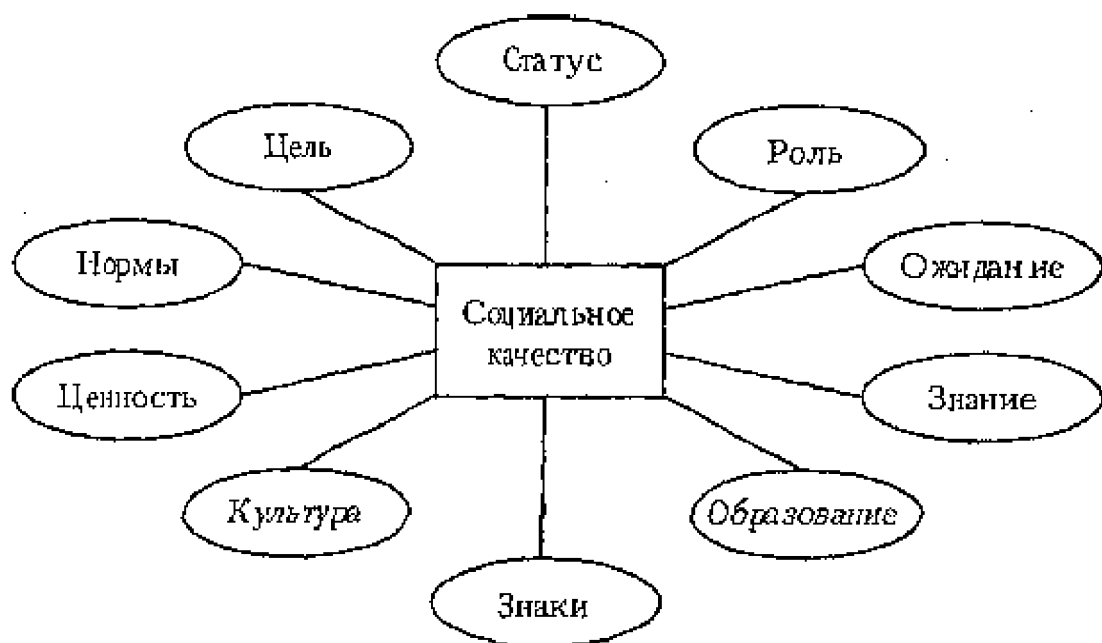 Статус
Цель
Роль
Нормы
Ожидание
Социальное
качество
Ценность
Знание
Культура
Образование
Знаки